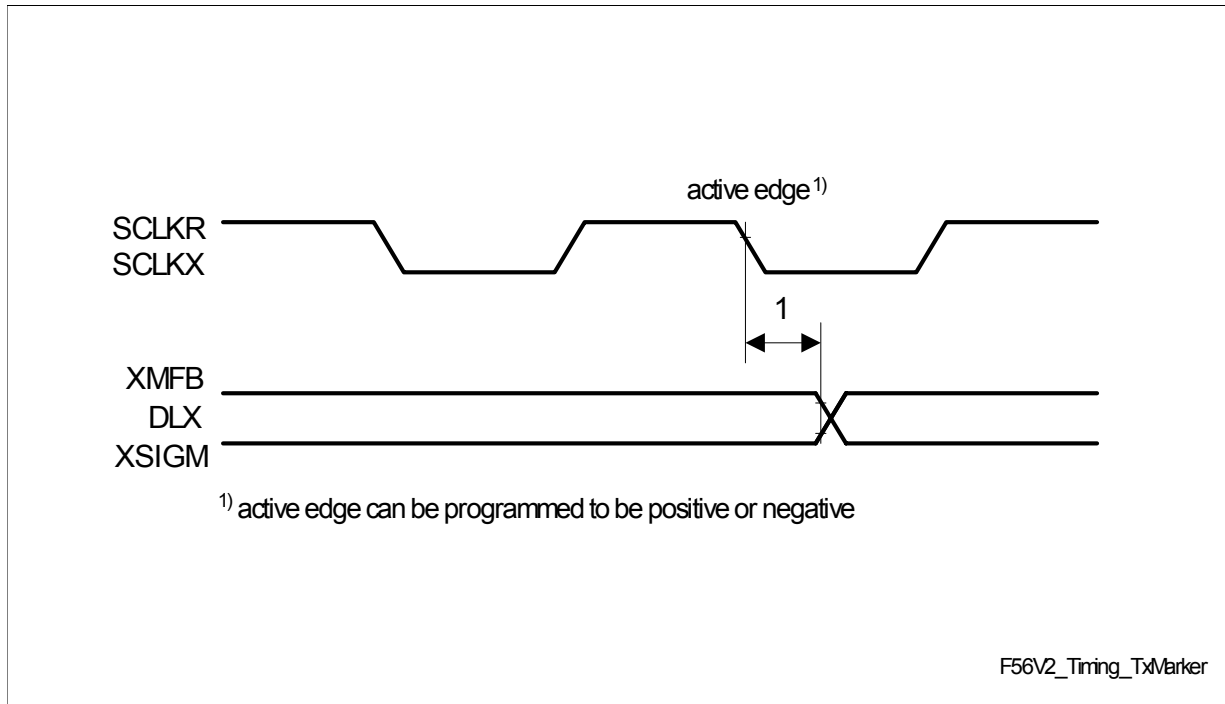 active edge 1)
SCLKR
SCLKX
1
XMFB
DLX
XSIGM
1) active edge can be programmed to be positive or negative
F56V2_Timing_TxMarker